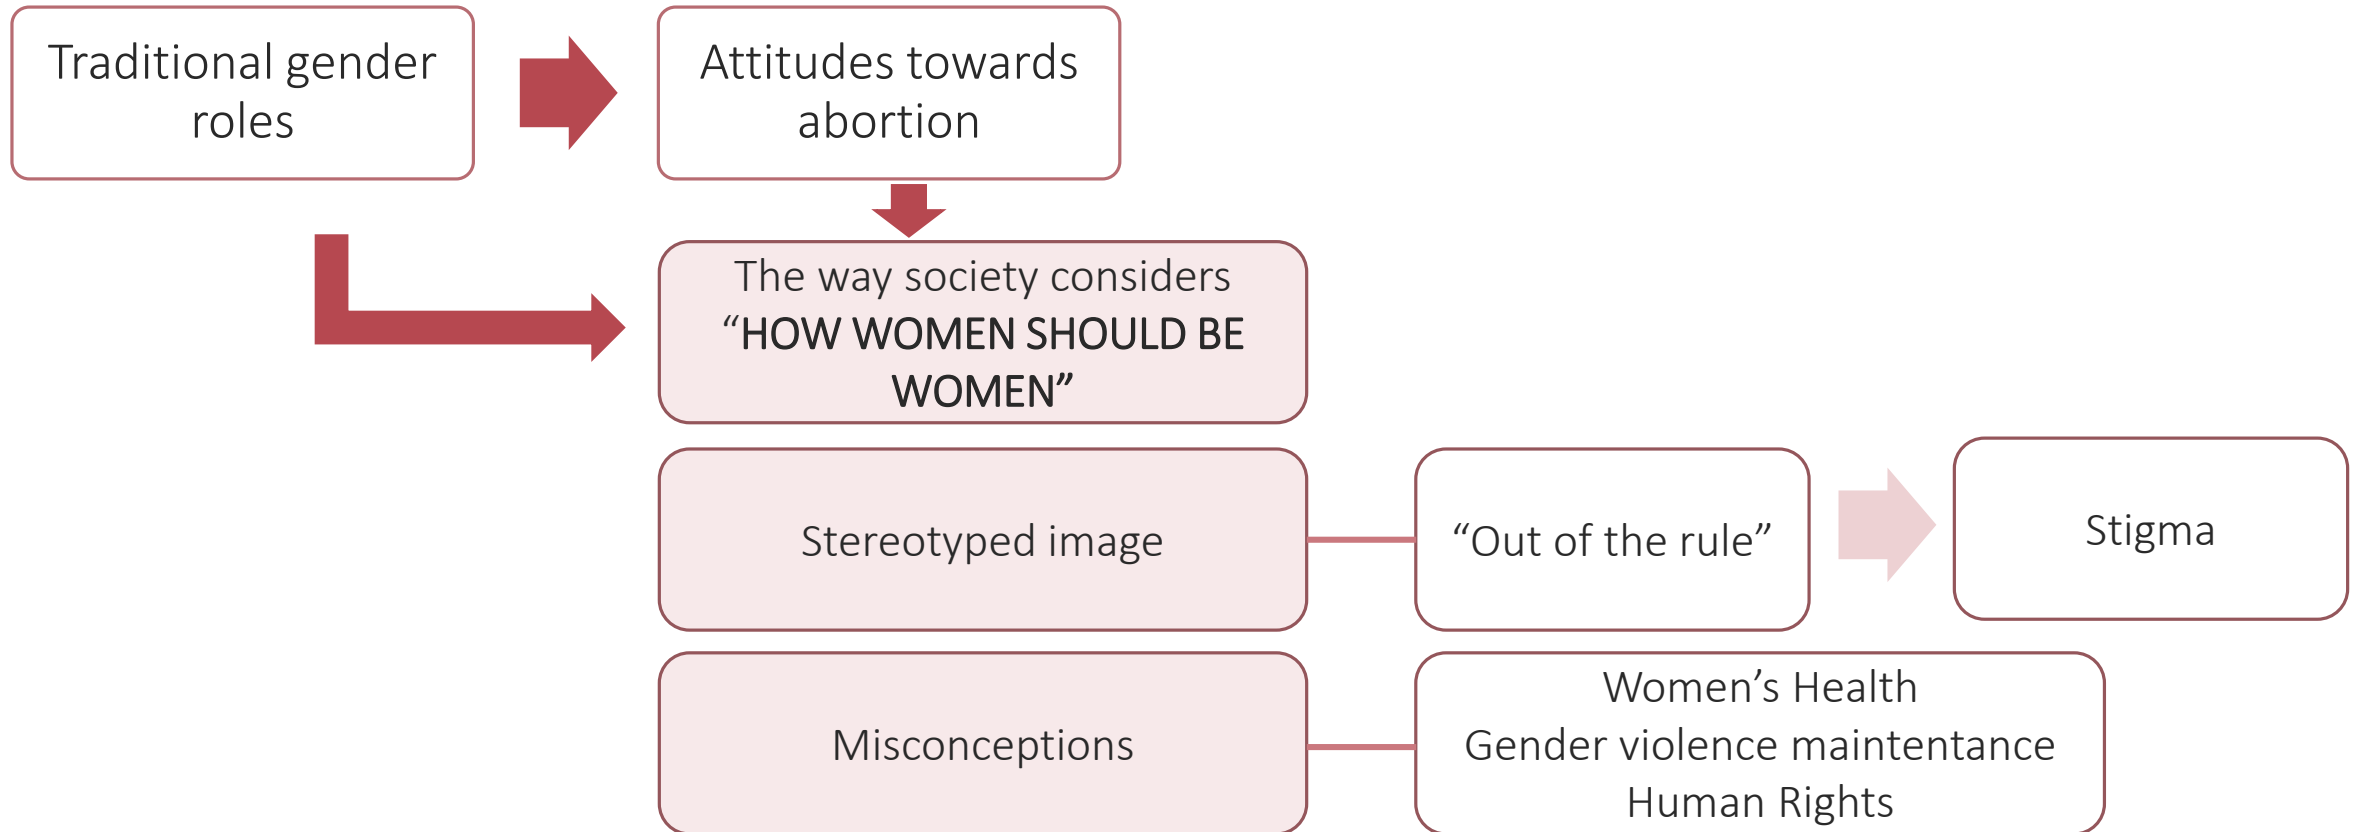 Traditional gender
roles
Attitudes towards
abortion
The way society considers
“HOW WOMEN SHOULD BE
WOMEN”
Stereotyped image
“Out of the rule”
Stigma
Misconceptions
Women’s Health
Gender violence maintentance
Human Rights